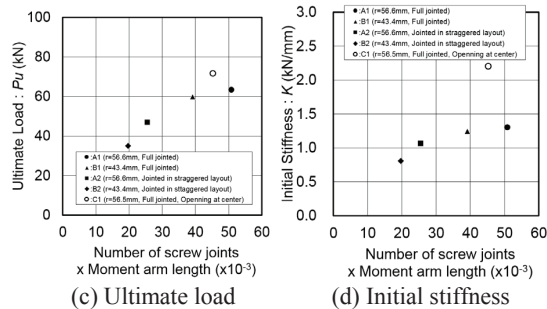 100
80
60
40
20
0
Ultimate Load : Pu (kN)
:A1 (r=56.6mm, Full jointed)
:B1 (r=43.4mm, Full jointed)
:A2 (r=56.6mm, Jointed in straggered layout)
:B2 (r=43.4mm, Jointed in sttaggered layout)
:C1 (r=56.5mm, Full jointed, Openning at center)
0 10 20 30 40 50 60
Number of screw joints
x Moment arm length (x10-3)
(c) Ultimate load
:A1 (r=56.6mm, Full jointed)
:B1 (r=43.4mm, Full jointed)
:A2 (r=56.6mm, Jointed in straggered layout)
:B2 (r=43.4mm, Jointed in sttaggered layout)
:C1 (r=56.5mm, Full jointed, Openning at center)
3.0
2.5
2.0
1.5
1.0
0.5
0.0
Initial Stiffness : K (kN/mm)
0 10 20 30 40 50 60
Number of screw joints
x Moment arm length (x10-3)
(d) Initial stiffness